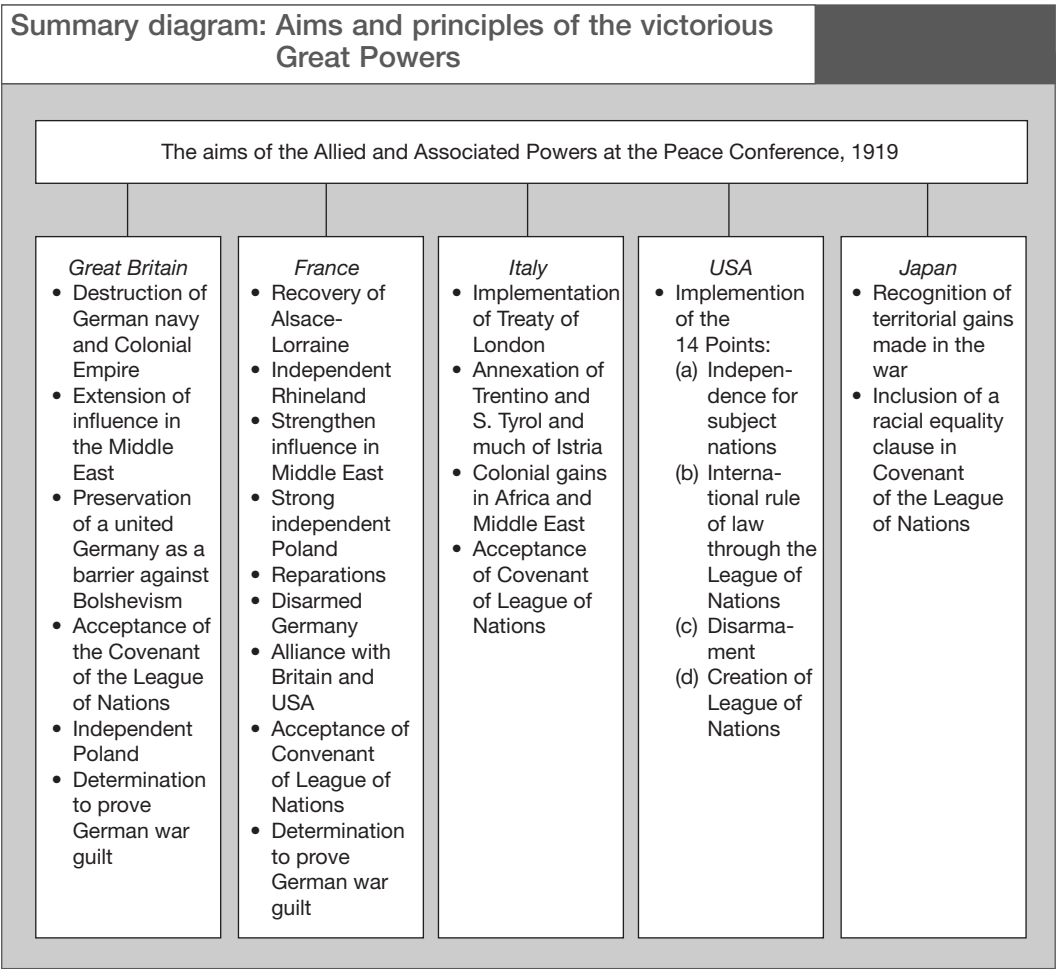 Summary diagram: Aims and principles of the victorious
Great Powers
The aims of the Allied and Associated Powers at the Peace Conference, 1919
Great Britain
• Destruction of
German navy
and Colonial
Empire
• Extension of
influence in
the Middle
East
• Preservation
of a united
Germany as a
barrier against
Bolshevism
• Acceptance of
the Covenant
of the League
of Nations
• Independent
Poland
• Determination
to prove
German war
guilt
France
• Recovery of
Alsace-
Lorraine
• Independent
Rhineland
• Strengthen
influence in
Middle East
• Strong
independent
Poland
• Reparations
• Disarmed
Germany
• Alliance with
Britain and
USA
• Acceptance of
Convenant
of League of
Nations
• Determination
to prove
German war
guilt
Italy
• Implementation
of Treaty of
London
• Annexation of
Trentino and
S. Tyrol and
much of Istria
• Colonial gains
in Africa and
Middle East
• Acceptance
of Covenant
of League of
Nations
USA
• Implemention
of the
14 Points:
(a) Indepen-
dence for
subject
nations
(b) Interna-
tional rule
of law
through the
League of
Nations
(c) Disarma-
ment
(d) Creation of
League of
Nations
Japan
• Recognition of
territorial gains
made in the
war
• Inclusion of a
racial equality
clause in
Covenant
of the League
of Nations